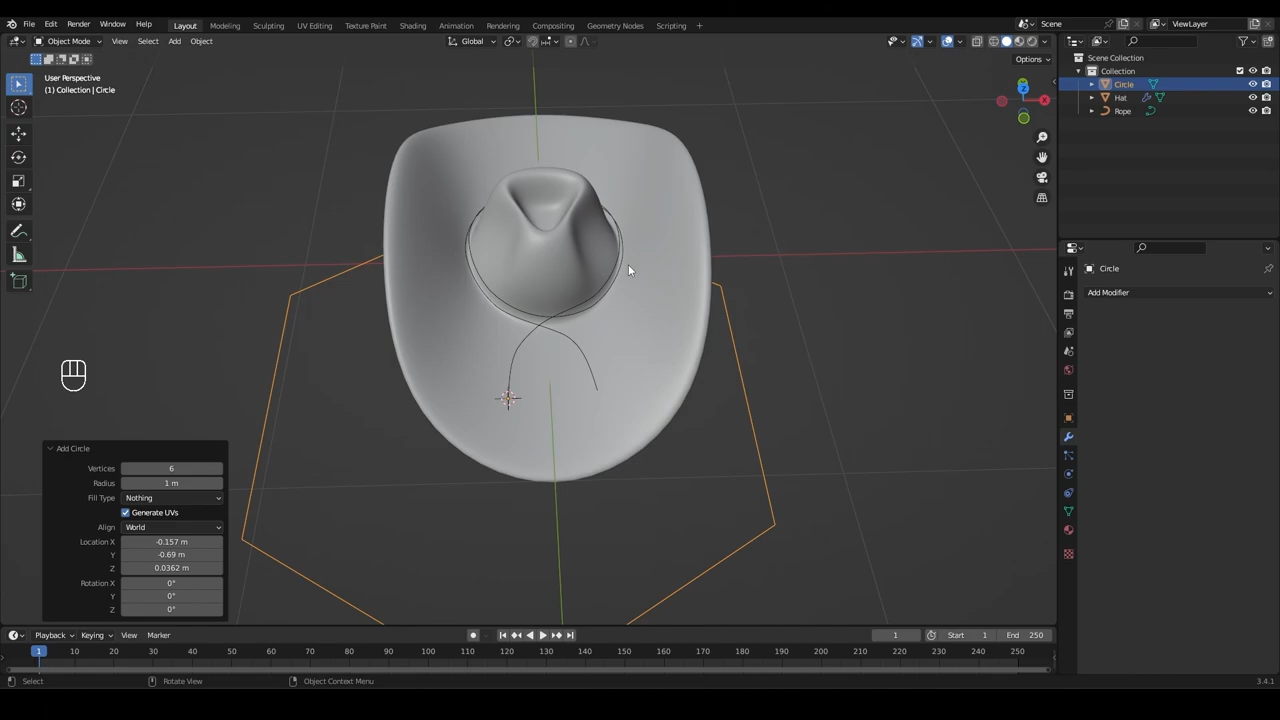 File Edit Render Window Help Layout Modeling Sculpting UV Editing Texture Paint Shading Animation Rendering Compositing Geometry Nodes Scripting + Scene ViewLayer
Object Mode View Select Add Object Global
Options
User Perspective
(1) Collection | Circle
Scene Collection
Collection
Circle
Hat
Rope
X
Z
Circle
Add Modifier
Add Circle
Vertices 6
Radius 1 m
Fill Type Nothing
Generate UVs
Align World
Location X -0.157 m
Y -0.69 m
Z 0.0362 m
Rotation X 0°
Y 0°
Z 0°
Playback Keying View Marker 1 Start 1 End 250
1 10 20 30 40 50 60 70 80 90 100 110 120 130 140 150 160 170 180 190 200 210 220 230 240 250
Select Rotate View Object Context Menu 3.4.1